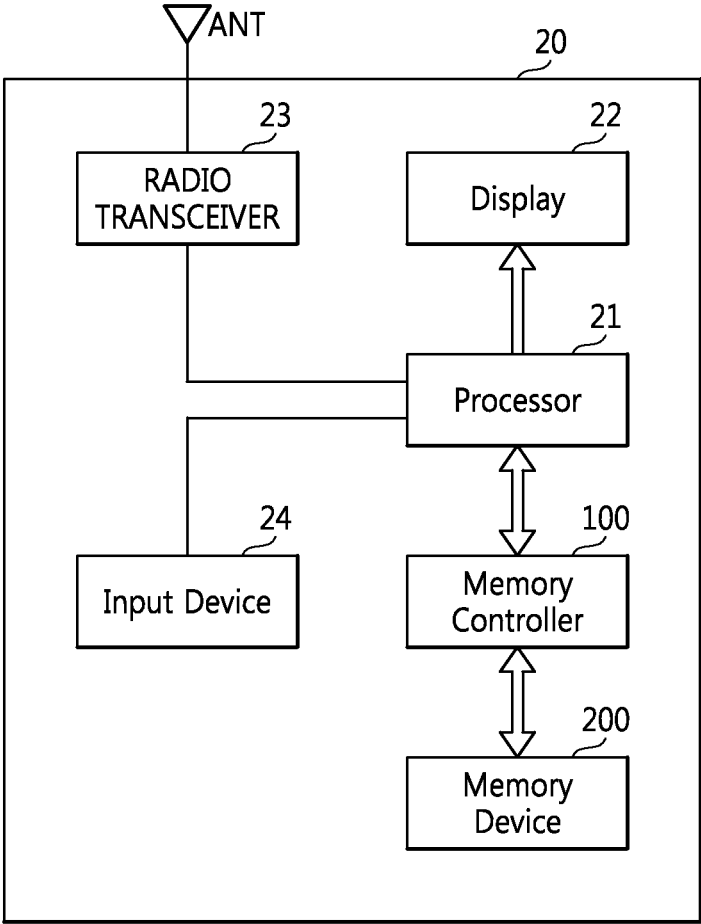 ANT
20
23
22
RADIO
TRANSCEIVER
Display
21
Processor
24
100
Input Device
Memory
Controller
200
Memory
Device